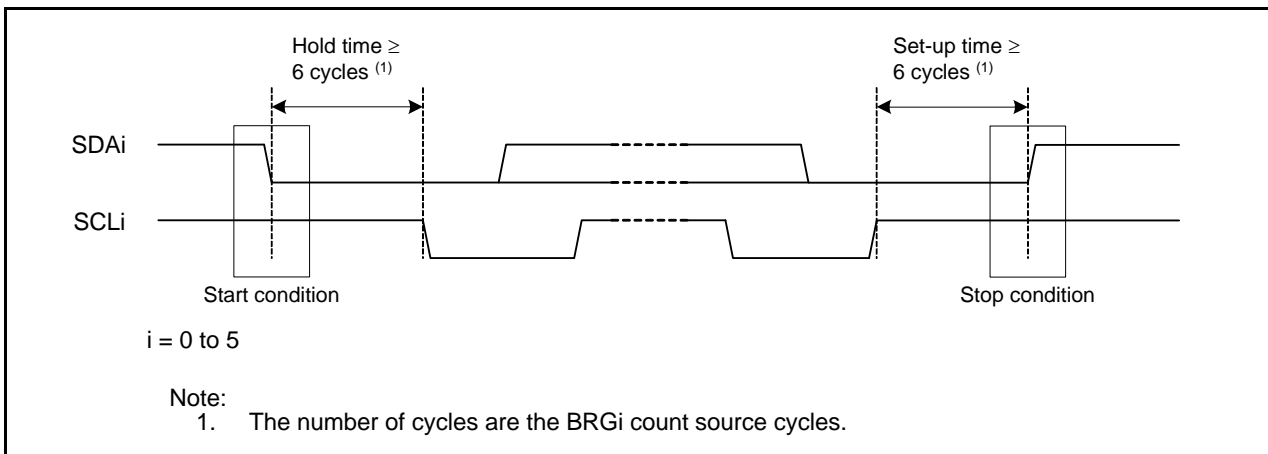 Hold time ≥
6 cycles (1)
Set-up time ≥
6 cycles (1)
SDAi
SCLi
Start condition
Stop condition
i = 0 to 5
Note:
1. The number of cycles are the BRGi count source cycles.